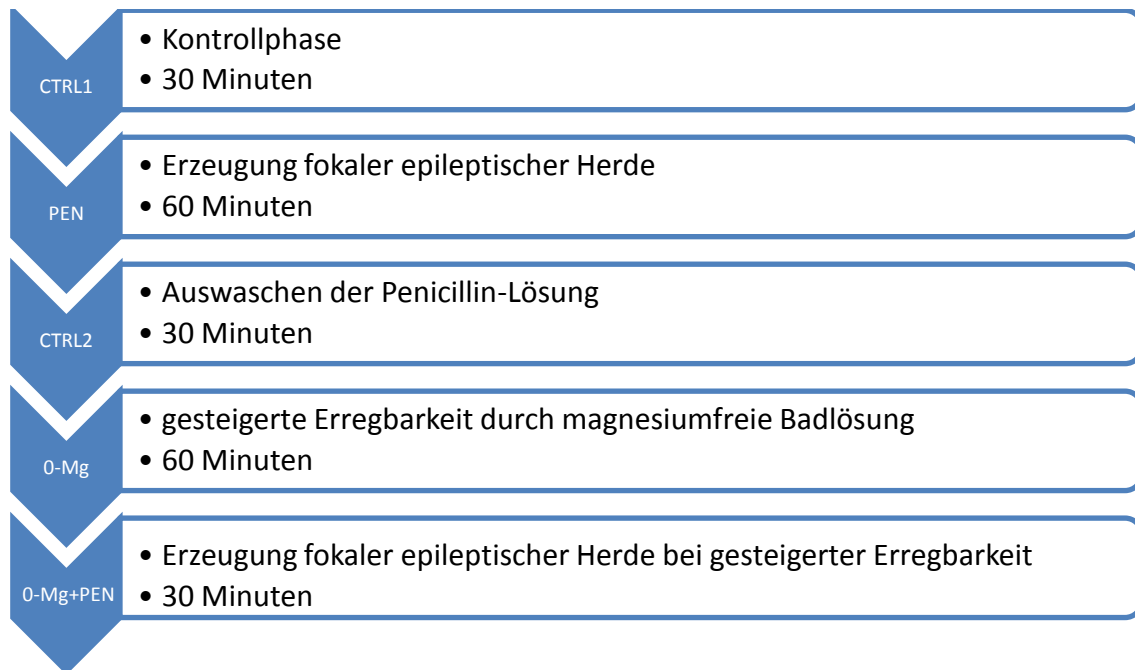 CTRL1
• Kontrollphase
• 30 Minuten
PEN
• Erzeugung fokaler epileptischer Herde
• 60 Minuten
CTRL2
• Auswaschen der Penicillin-Lösung
• 30 Minuten
0-Mg
• gesteigerte Erregbarkeit durch magnesiumfreie Badlösung
• 60 Minuten
0-Mg+PEN
• Erzeugung fokaler epileptischer Herde bei gesteigerter Erregbarkeit
• 30 Minuten